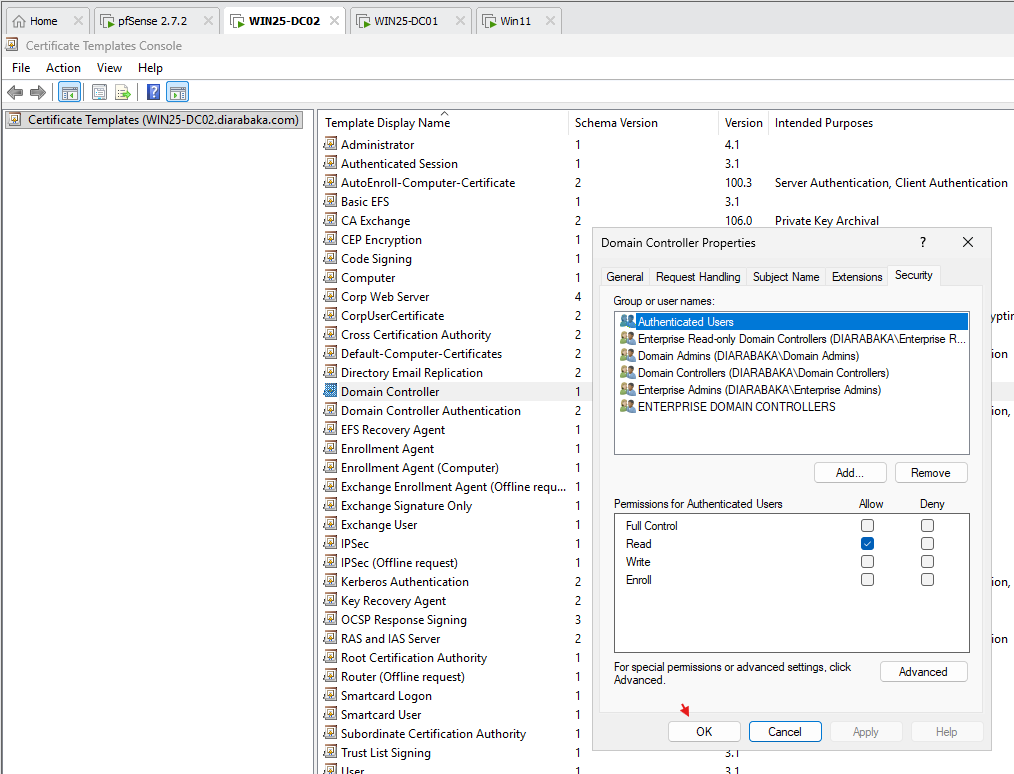 Home pfSense 2.7.2 WIN25-DC02 WIN25-DC01 Win11
Certificate Templates Console
File Action View Help
Certificate Templates (WIN25-DC02.diarabaka.com)
Template Display Name Schema Version Version Intended Purposes
Administrator 1 4.1
Authenticated Session 1 3.1
AutoEnroll-Computer-Certificate 2 100.3 Server Authentication, Client Authentication
Basic EFS 1 3.1
CA Exchange 2 106.0 Private Key Archival
CEP Encryption 1
Code Signing 1
Computer 1
Corp Web Server 4
CorpUserCertificate 2
Cross Certification Authority 2
Default-Computer-Certificates 2
Directory Email Replication 2
Domain Controller 1
Domain Controller Authentication 2
EFS Recovery Agent 1
Enrollment Agent 1
Enrollment Agent (Computer) 1
Exchange Enrollment Agent (Offline requ... 1
Exchange Signature Only 1
Exchange User 1
IPSec 1
IPSec (Offline request) 1
Kerberos Authentication 2
Key Recovery Agent 2
OCSP Response Signing 3
RAS and IAS Server 2
Root Certification Authority 1
Router (Offline request) 1
Smartcard Logon 1
Smartcard User 1
Subordinate Certification Authority 1
Trust List Signing 1 3.1
User 1 3.1
Domain Controller Properties ?
General Request Handling Subject Name Extensions Security
Group or user names:
Authenticated Users
Enterprise Read-only Domain Controllers (DIARABAKA\Enterprise R...
Domain Admins (DIARABAKA\Domain Admins)
Domain Controllers (DIARABAKA\Domain Controllers)
Enterprise Admins (DIARABAKA\Enterprise Admins)
ENTERPRISE DOMAIN CONTROLLERS
Add... Remove
Permissions for Authenticated Users Allow Deny
Full Control
Read
Write
Enroll
For special permissions or advanced settings, click
Advanced.
Advanced
OK Cancel Apply Help